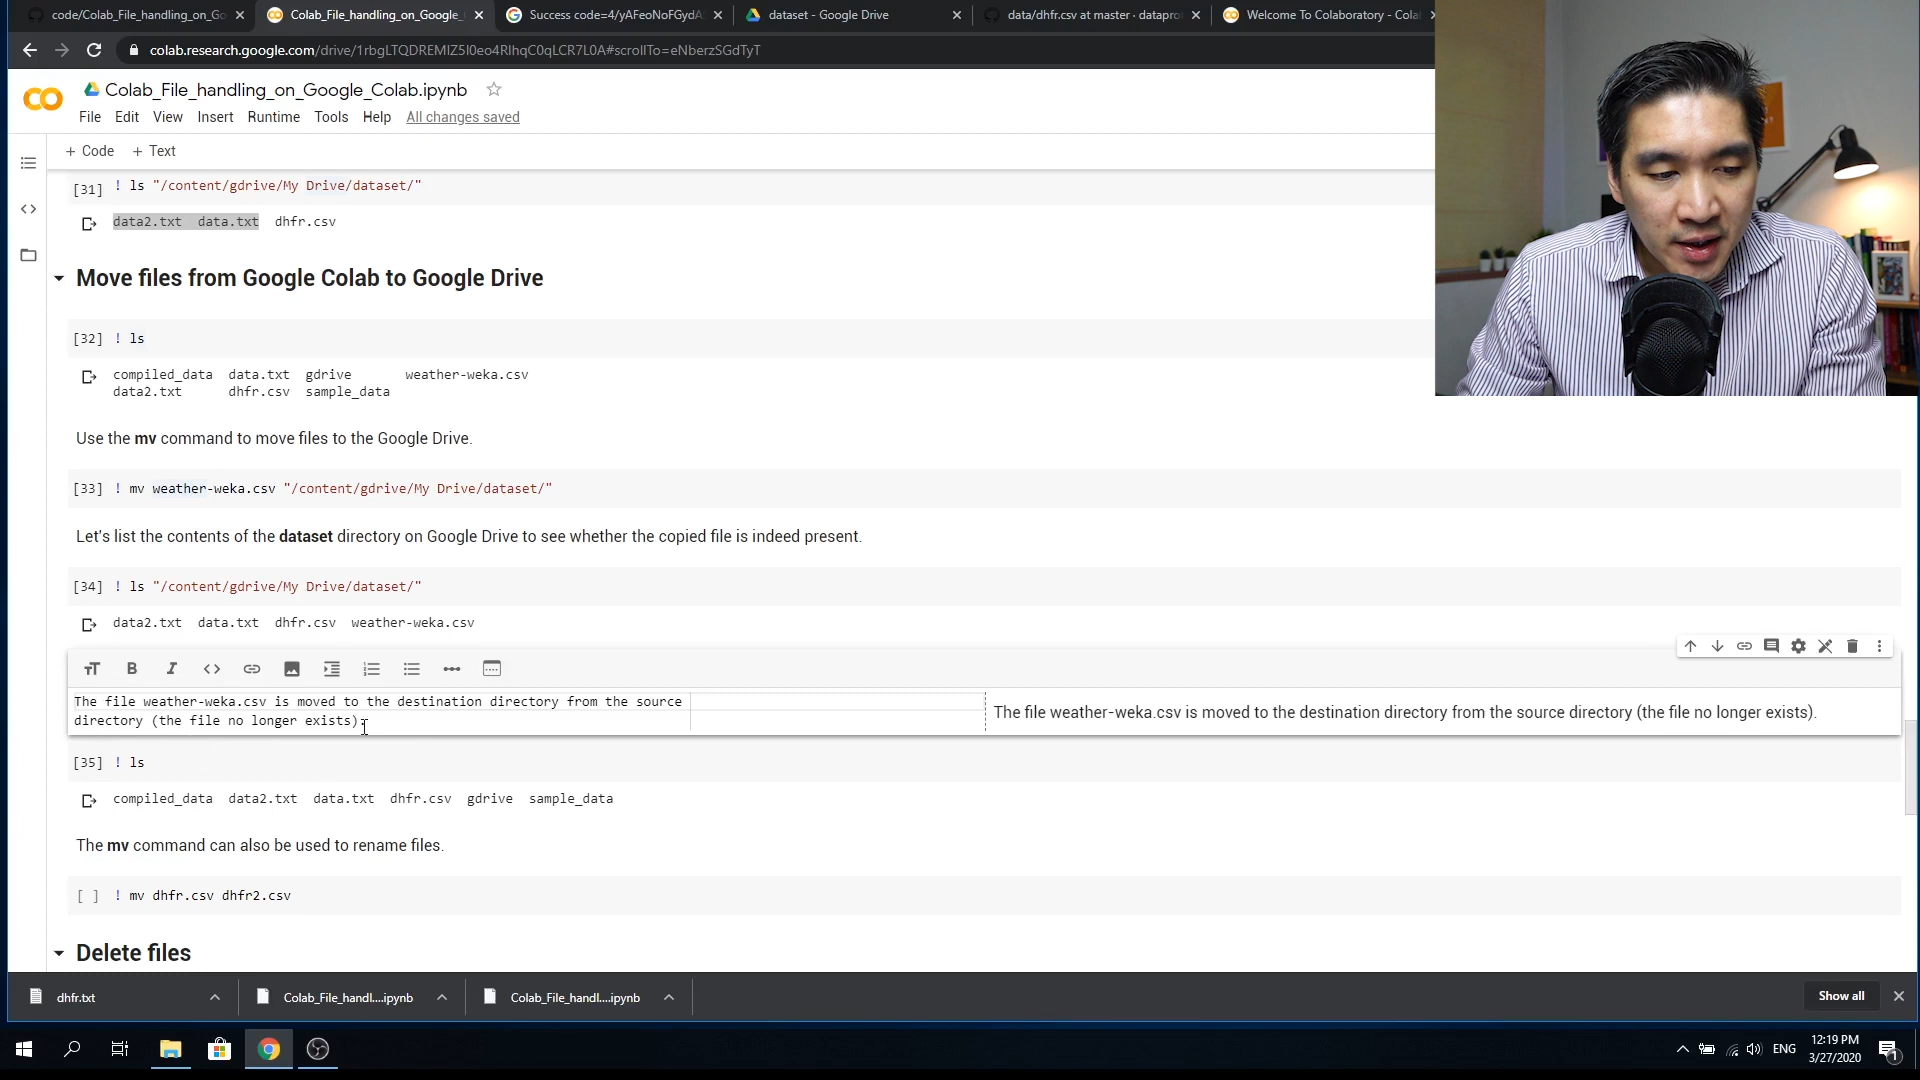 code/Colab_File_handling_on_Go
Colab_File_handling_on_Google_
Success code=4/yAFeoNoFGydA
dataset - Google Drive
data/dhfr.csv at master · datapro
Welcome To Colaboratory - Cola
colab.research.google.com/drive/1rbgLTQDREMIZ5I0eo4RlhqC0qLCR7L0A#scrollTo=eNberzSGdTyT
Colab_File_handling_on_Google_Colab.ipynb
File Edit View Insert Runtime Tools Help All changes saved
+ Code + Text
[31] ! ls "/content/gdrive/My Drive/dataset/"
data2.txt data.txt dhfr.csv
Move files from Google Colab to Google Drive
[32] ! ls
compiled_data data.txt gdrive weather-weka.csv
data2.txt dhfr.csv sample_data
Use the mv command to move files to the Google Drive.
[33] ! mv weather-weka.csv "/content/gdrive/My Drive/dataset/"
Let's list the contents of the dataset directory on Google Drive to see whether the copied file is indeed present.
[34] ! ls "/content/gdrive/My Drive/dataset/"
data2.txt data.txt dhfr.csv weather-weka.csv
The file weather-weka.csv is moved to the destination directory from the source
directory (the file no longer exists).
The file weather-weka.csv is moved to the destination directory from the source directory (the file no longer exists).
[35] ! ls
compiled_data data2.txt data.txt dhfr.csv gdrive sample_data
The mv command can also be used to rename files.
[ ] ! mv dhfr.csv dhfr2.csv
Delete files
dhfr.txt
Colab_File_handl....ipynb
Colab_File_handl....ipynb
Show all
ENG
12:19 PM
3/27/2020
1